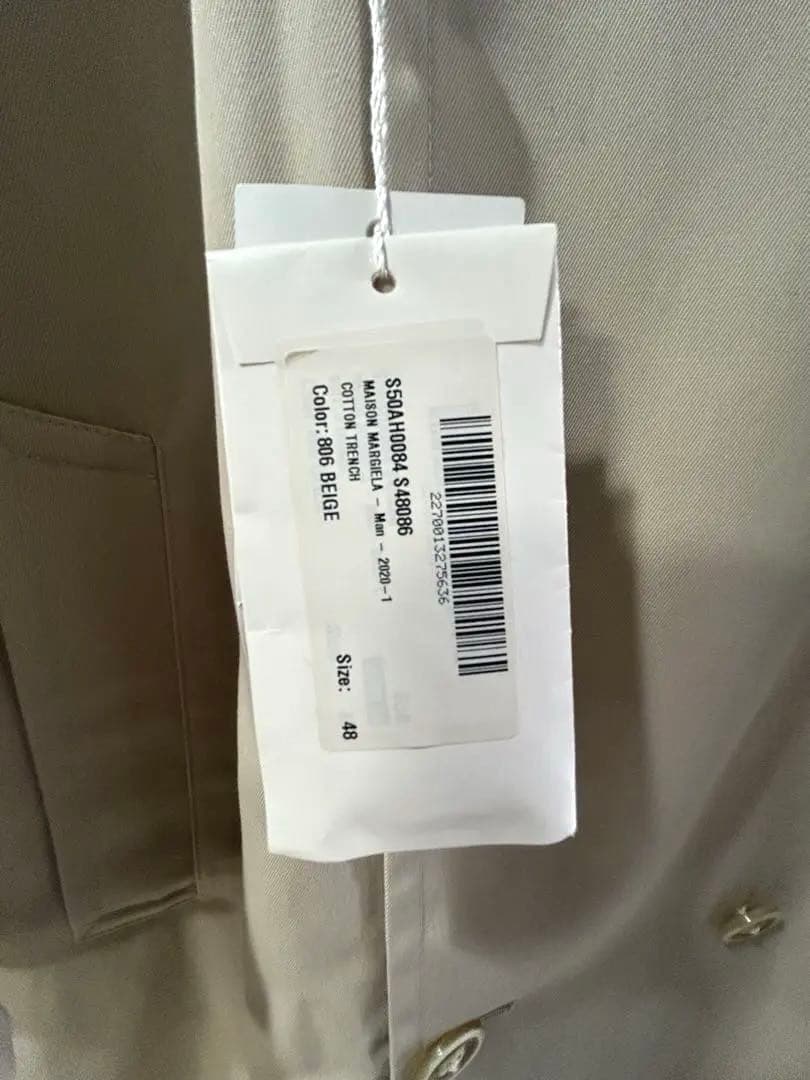 2270013275636
S50AH0084 S48086
MAISON MARGIELA - Man - 2020-1
COTTON TRENCH
Color: 806 BEIGE
Size: 48